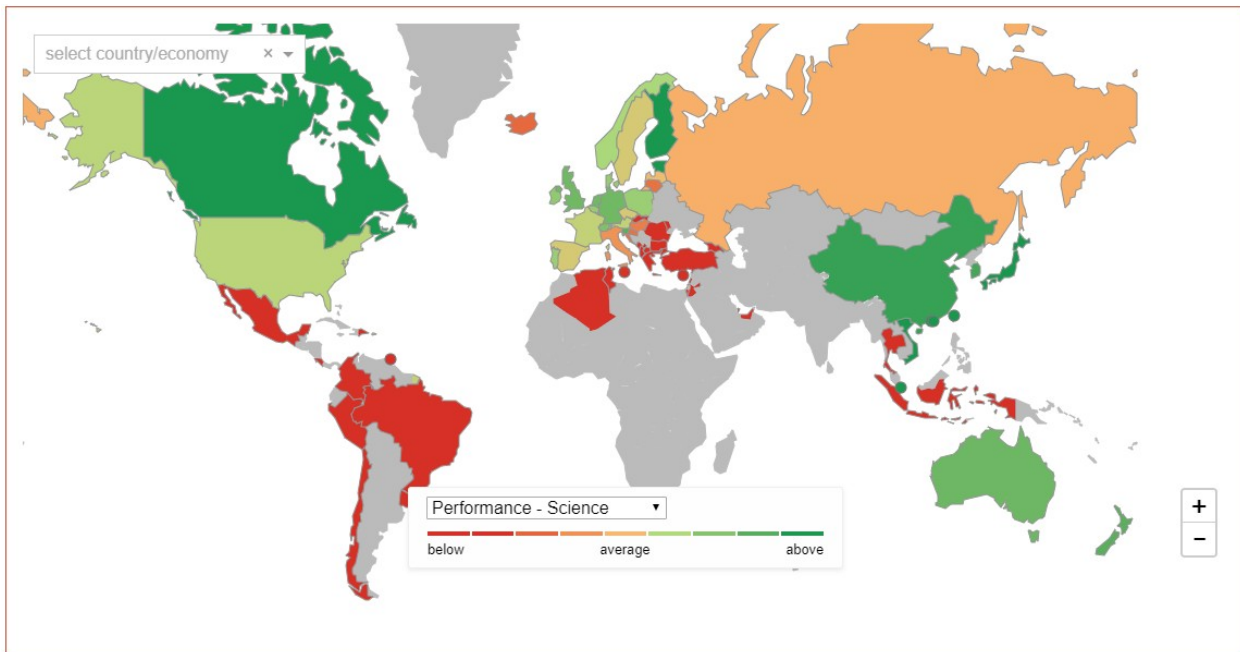 select country/economy × 
Performance - Science
below average above
+
−